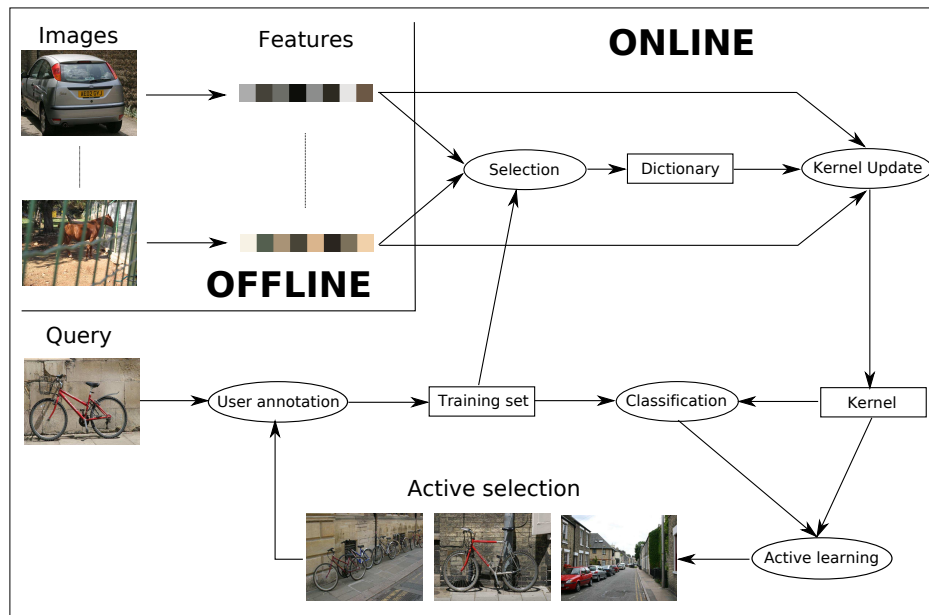 Images
Features
ONLINE
Selection
Dictionary
Kernel Update
OFFLINE
Query
User annotation
Training set
Classification
Kernel
Active selection
Active learning